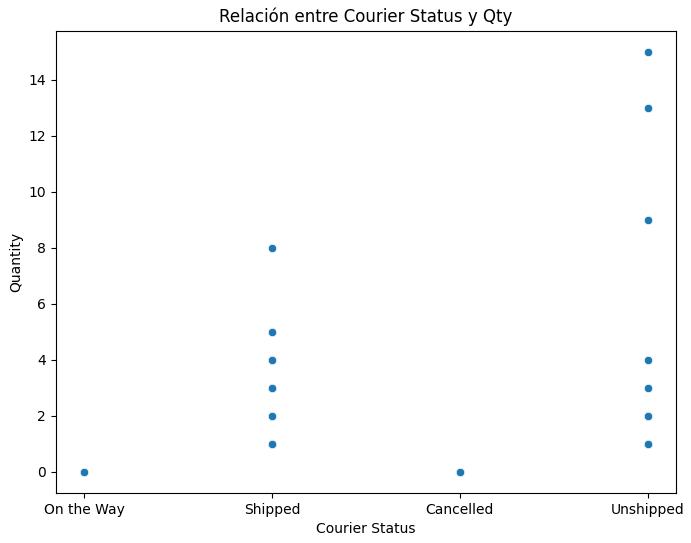 Relación entre Courier Status y Qty
Quantity
14
12
10
8
6
4
2
0
On the Way Shipped Cancelled Unshipped
Courier Status